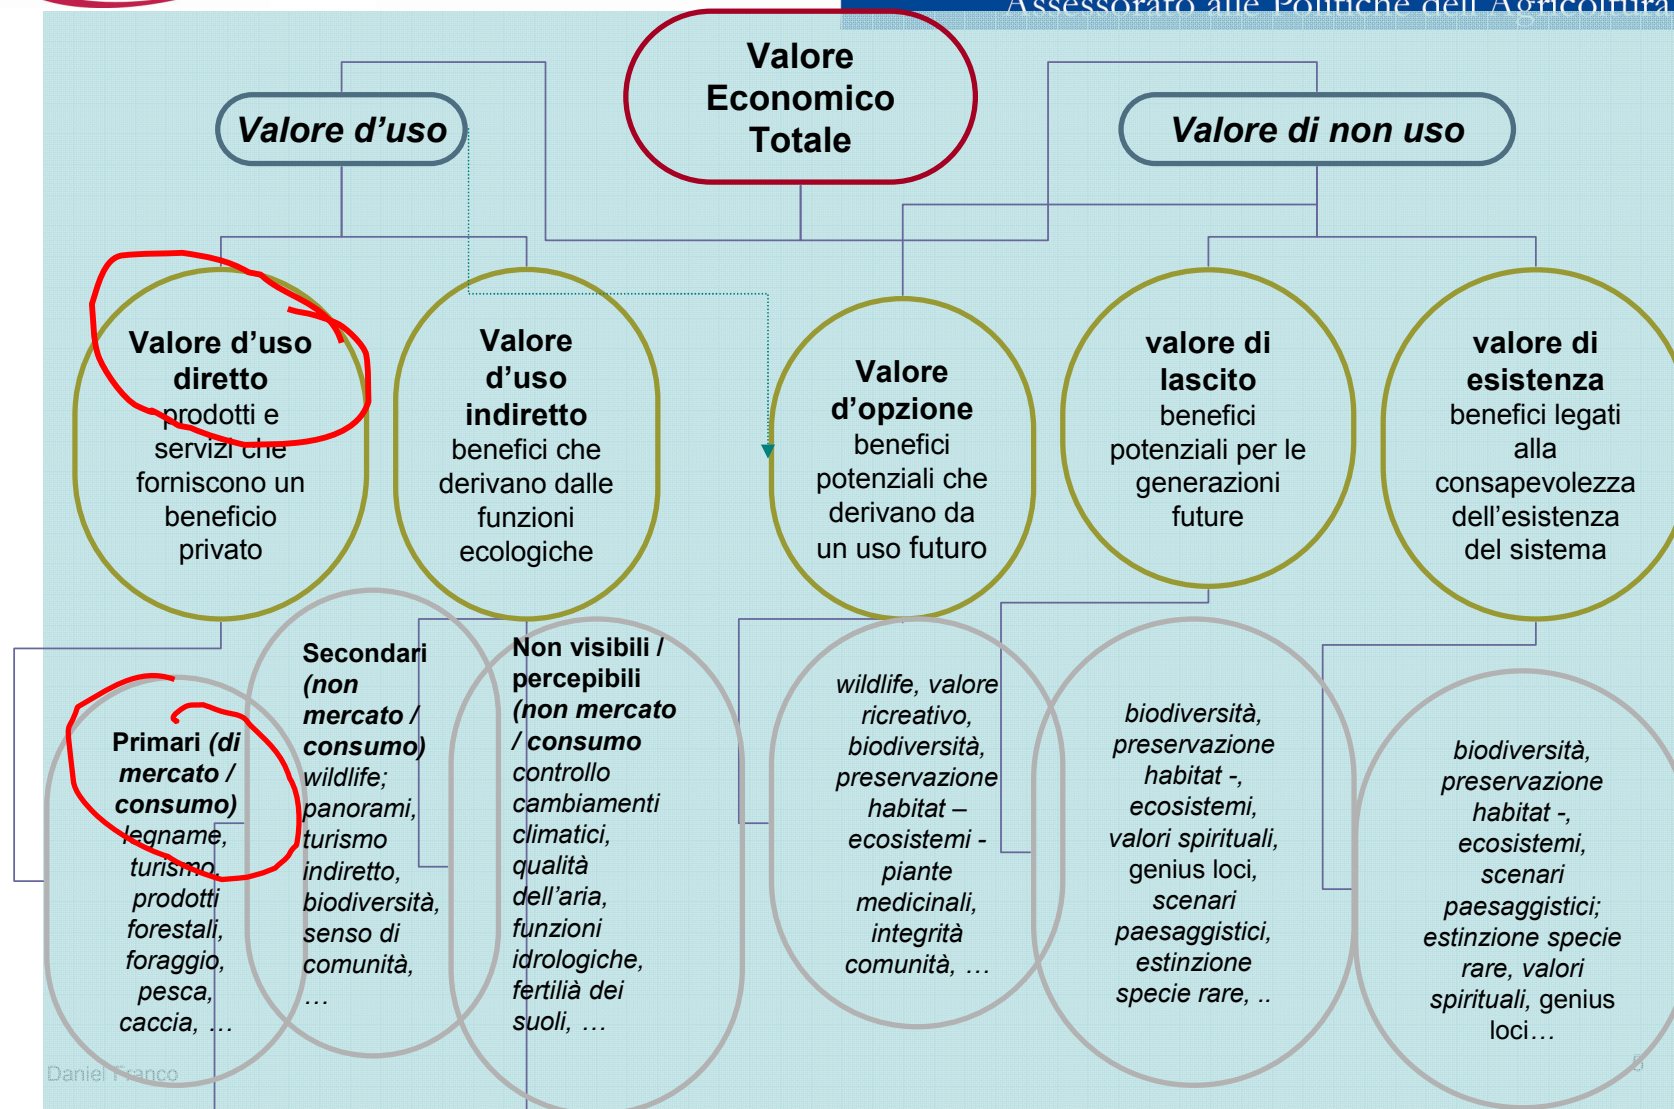 Assessorato alle Politiche dell'Agricoltura
Valore
Economico
Totale
Valore d'uso
Valore di non uso
Valore d'uso
diretto
prodotti e
servizi che
forniscono un
beneficio
privato
Valore
d'uso
indiretto
benefici che
derivano dalle
funzioni
ecologiche
Valore
d'opzione
benefici
potenziali che
derivano da
un uso futuro
valore di
lascito
benefici
potenziali per le
generazioni
future
valore di
esistenza
benefici legati
alla
consapevolezza
dell'esistenza
del sistema
Primari (di
mercato /
consumo)
legname,
turismo,
prodotti
forestali,
foraggio,
pesca,
caccia, …
Secondari
(non
mercato /
consumo)
wildlife;
panorami,
turismo
indiretto,
biodiversità,
senso di
comunità,
…
Non visibili /
percepibili
(non mercato
/ consumo
controllo
cambiamenti
climatici,
qualità
dell'aria,
funzioni
idrologiche,
fertilià dei
suoli, …
wildlife, valore
ricreativo,
biodiversità,
preservazione
habitat –
ecosistemi -
piante
medicinali,
integrità
comunità, …
biodiversità,
preservazione
habitat -,
ecosistemi,
valori spirituali,
genius loci,
scenari
paesaggistici,
estinzione
specie rare, ..
biodiversità,
preservazione
habitat -,
ecosistemi,
scenari
paesaggistici;
estinzione specie
rare, valori
spirituali, genius
loci…
Daniel Franco
5